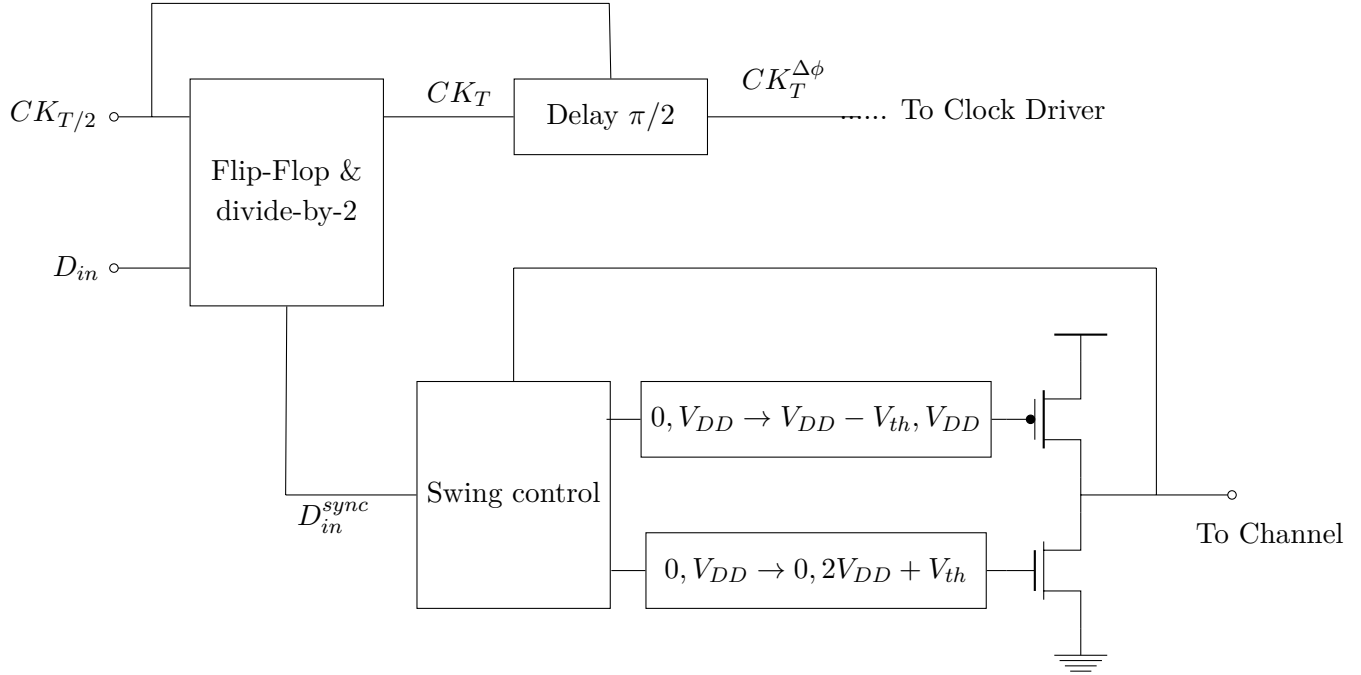 CK_T^{Δϕ}
CK_T
CK_{T/2}
Delay π/2
...... To Clock Driver
Flip-Flop &
divide-by-2
D_{in}
0, V_{DD} → V_{DD} − V_{th}, V_{DD}
Swing control
D_{in}^{sync}
To Channel
0, V_{DD} → 0, 2V_{DD} + V_{th}